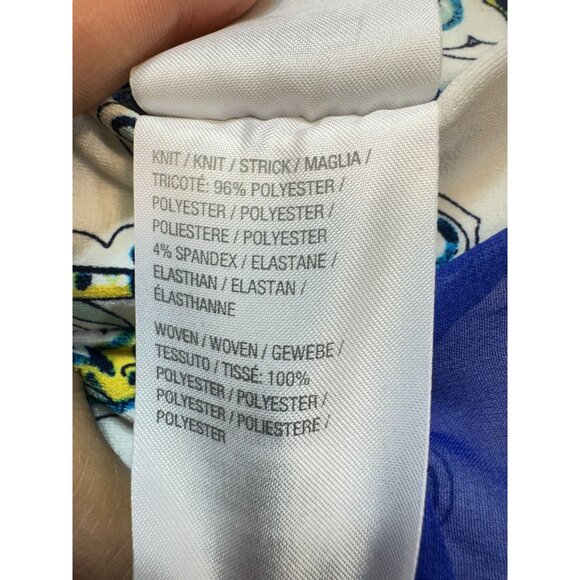 KNIT / KNIT / STRICK / MAGLIA /
TRICOTÉ: 96% POLYESTER /
POLYESTER / POLYESTER /
POLIESTERE / POLYESTER
4% SPANDEX / ELASTANE /
ELASTHAN / ELASTAN /
ÉLASTHANNE
WOVEN / WOVEN / GEWEBE /
TESSUTO / TISSÉ: 100%
POLYESTER / POLYESTER /
POLYESTER / POLIESTERE /
POLYESTER